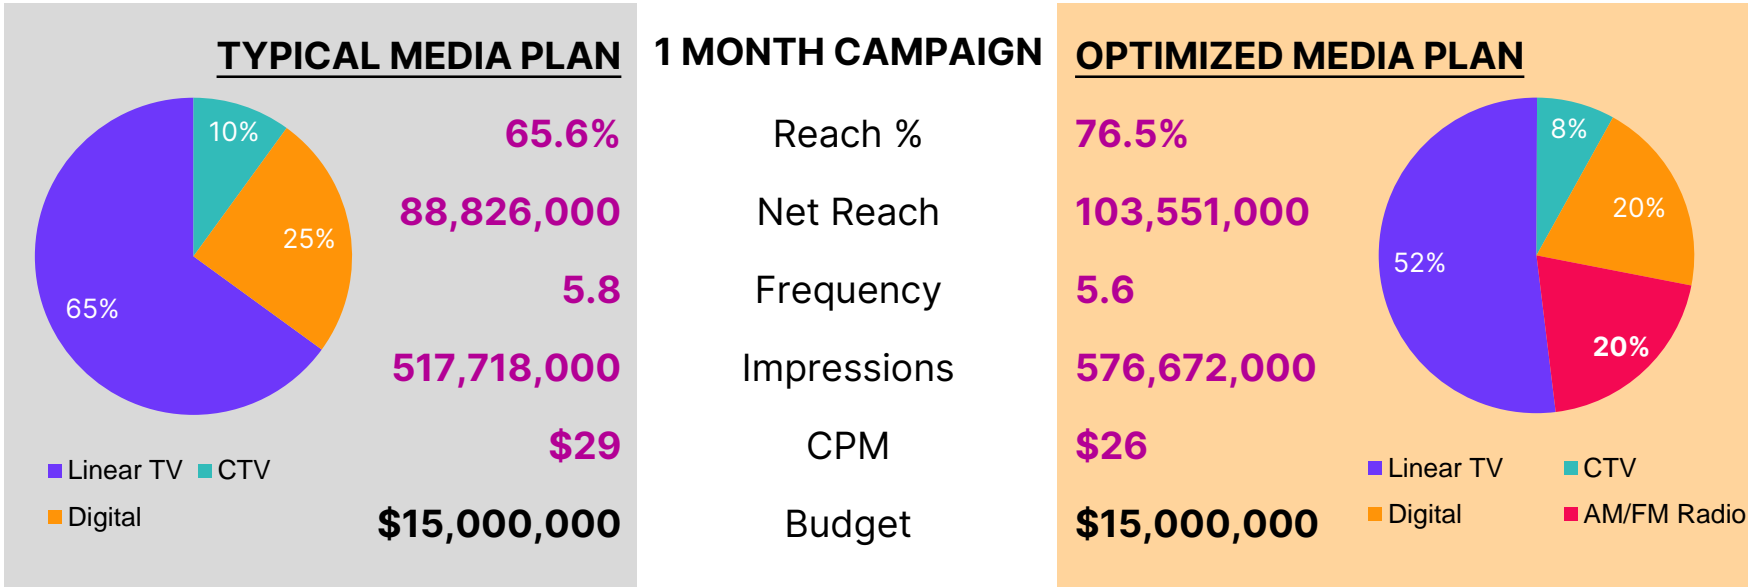 TYPICAL MEDIA PLAN
10%
25%
65%
Linear TV
CTV
Digital
65.6%
88,826,000
5.8
517,718,000
$29
$15,000,000
1 MONTH CAMPAIGN
Reach %
Net Reach
Frequency
Impressions
CPM
Budget
OPTIMIZED MEDIA PLAN
76.5%
103,551,000
5.6
576,672,000
$26
$15,000,000
8%
20%
52%
20%
Linear TV
CTV
Digital
AM/FM Radio